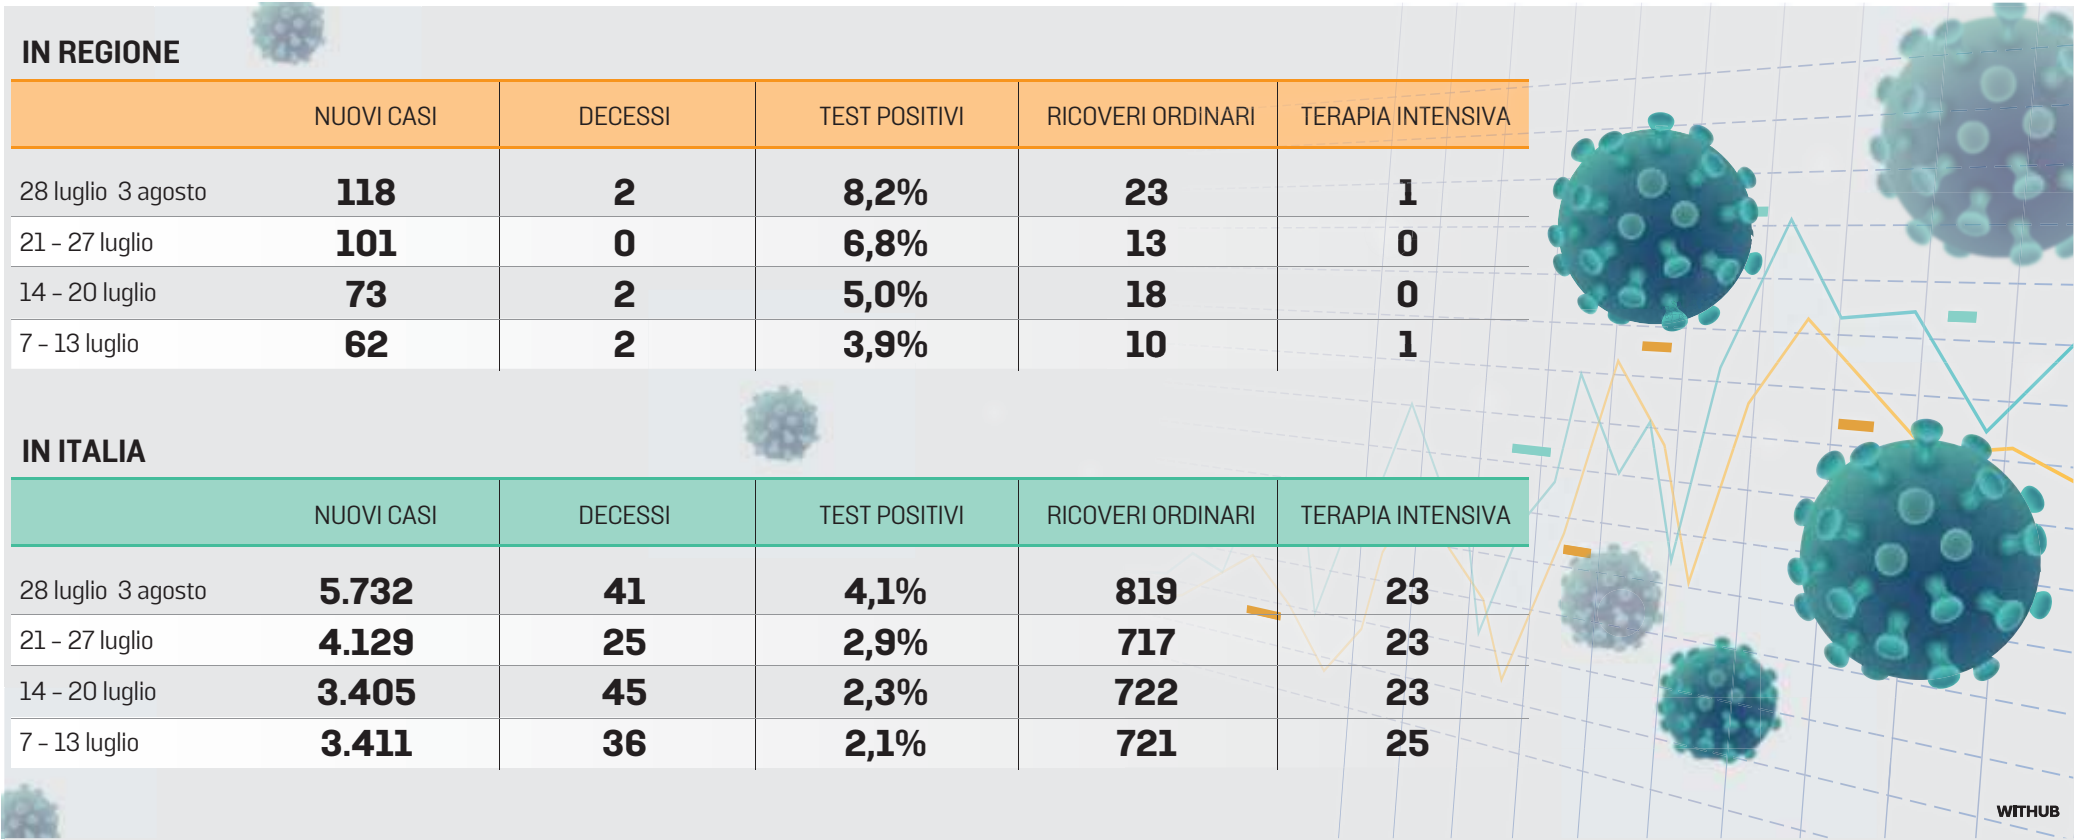 IN REGIONE
NUOVI CASI DECESSI TEST POSITIVI RICOVERI ORDINARI TERAPIA INTENSIVA
28 luglio 3 agosto 118 2 8,2% 23 1
21 – 27 luglio 101 0 6,8% 13 0
14 – 20 luglio 73 2 5,0% 18 0
7 – 13 luglio 62 2 3,9% 10 1
IN ITALIA
NUOVI CASI DECESSI TEST POSITIVI RICOVERI ORDINARI TERAPIA INTENSIVA
28 luglio 3 agosto 5.732 41 4,1% 819 23
21 – 27 luglio 4.129 25 2,9% 717 23
14 – 20 luglio 3.405 45 2,3% 722 23
7 – 13 luglio 3.411 36 2,1% 721 25
WITHUB